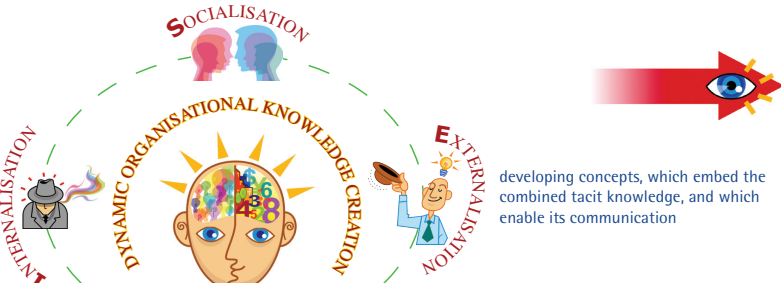 SOCIALISATION
DYNAMIC ORGANISATIONAL KNOWLEDGE CREATION
INTERNALISATION
EXTERNALISATION
developing concepts, which embed the
combined tacit knowledge, and which
enable its communication